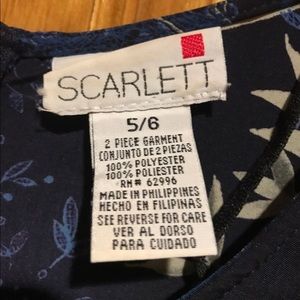 SCARLETT
5/6
2 PIECE GARMENT
CONJUNTO DE 2 PIEZAS
100% POLYESTER
100% POLIESTER
RN# 62996
MADE IN PHILIPPINES
HECHO EN FILIPINAS
SEE REVERSE FOR CARE
VER AL DORSO
PARA CUIDADO